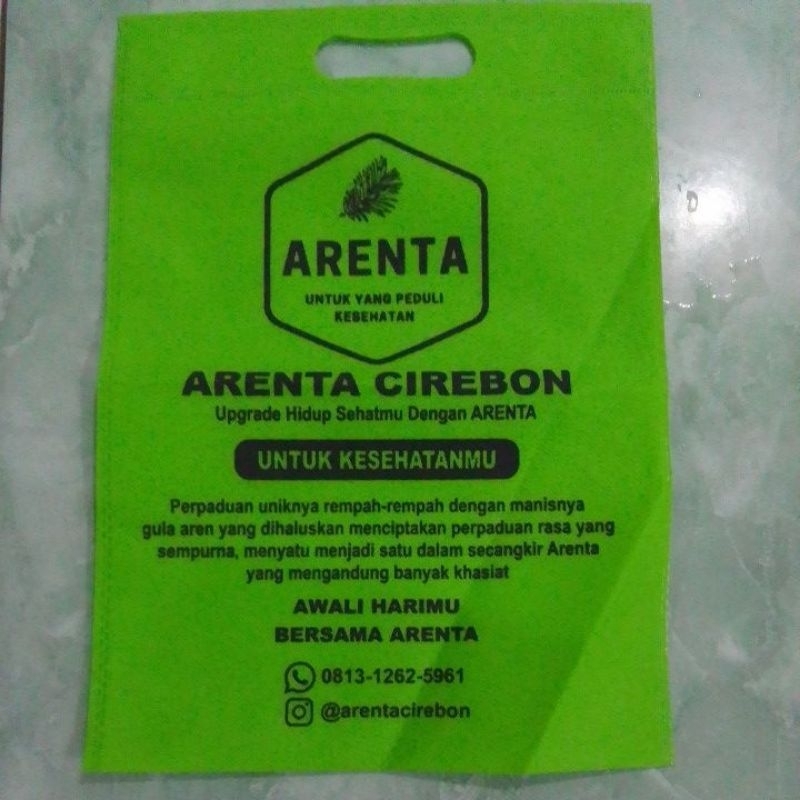 ARENTA
UNTUK YANG PEDULI
KESEHATAN
ARENTA CIREBON
Upgrade Hidup Sehatmu Dengan ARENTA
UNTUK KESEHATANMU
Perpaduan uniknya rempah-rempah dengan manisnya
gula aren yang dihaluskan menciptakan perpaduan rasa yang
sempurna, menyatu menjadi satu dalam secangkir Arenta
yang mengandung banyak khasiat
AWALI HARIMU
BERSAMA ARENTA
0813-1262-5961
@arentacirebon